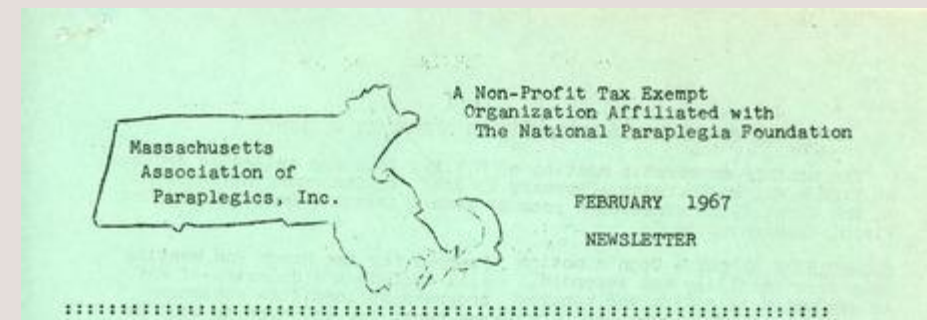 A Non-Profit Tax Exempt
Organization Affiliated with
The National Paraplegia Foundation
Massachusetts
Association of
Paraplegics, Inc.
FEBRUARY 1967
NEWSLETTER